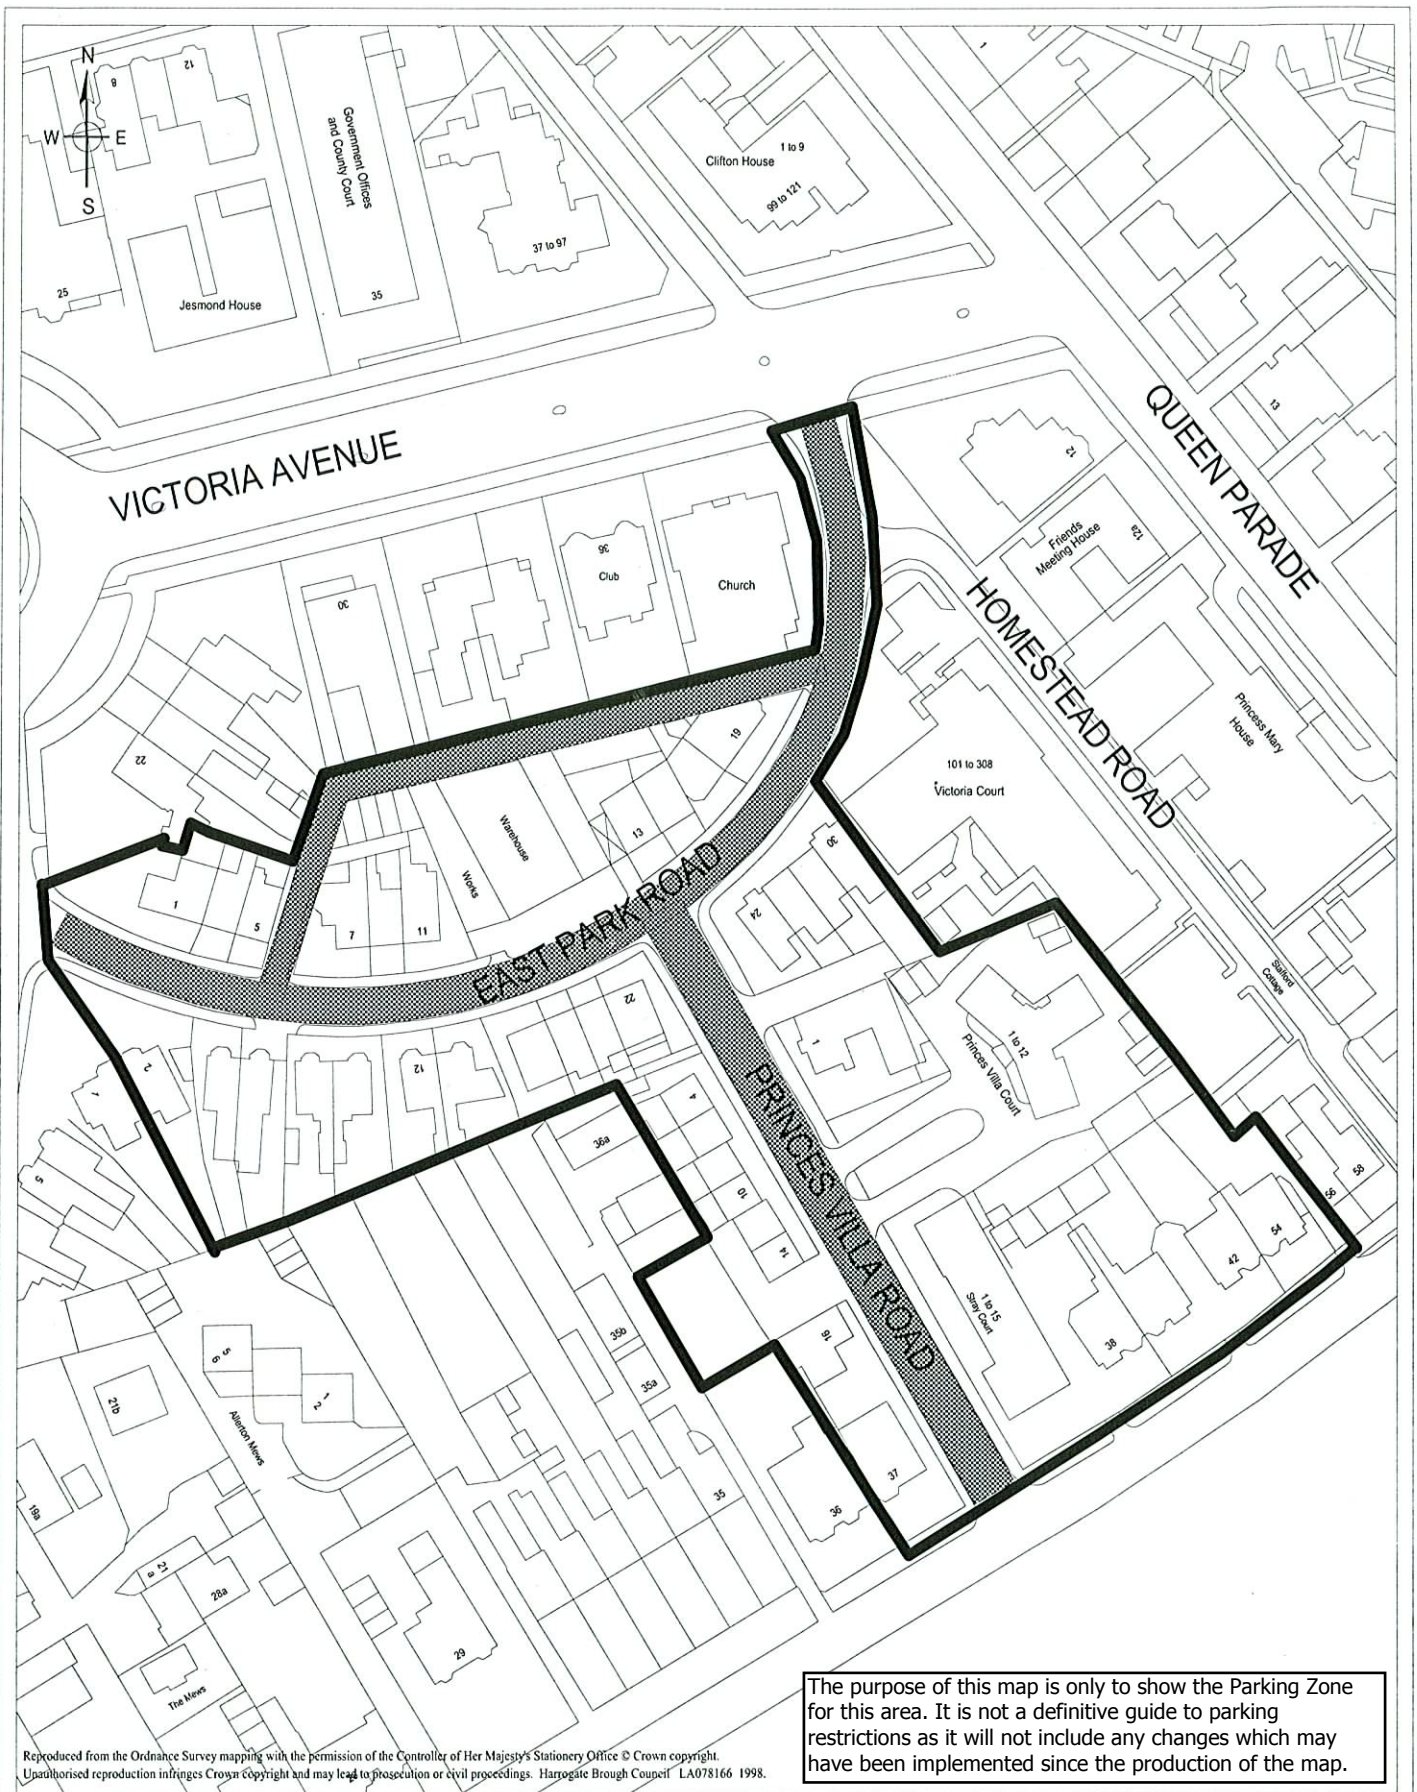 N
W E
S
8
12
Government Offices
and County Court
35
37 to 97
Clifton House
1 to 9
99 to 121
1
25
Jesmond House
VICTORIA AVENUE
QUEEN PARADE
13
12
Friends
Meeting House
12a
HOMESTEAD ROAD
30
36
Club
Church
22
Princess Mary
House
101 to 308
Victoria Court
19
13
Warehouse
Works
1
5
7
11
EAST PARK ROAD
30
24
22
12
2
1
5
PRINCES VILLA ROAD
1
1 to 12
Princes Villa Court
Stafford
Cottage
4
36a
10
14
16
1 to 15
Stray Court
38
42
54
56
58
35b
35a
35
36
37
5
6
1
2
Allerton Mews
21b
19a
21
a
28a
29
The Mews
The purpose of this map is only to show the Parking Zone
for this area. It is not a definitive guide to parking
restrictions as it will not include any changes which may
have been implemented since the production of the map.
Reproduced from the Ordnance Survey mapping with the permission of the Controller of Her Majesty's Stationery Office © Crown copyright.
Unauthorised reproduction infringes Crown copyright and may lead to prosecution or civil proceedings. Harrogate Brough Council LA078166 1998.